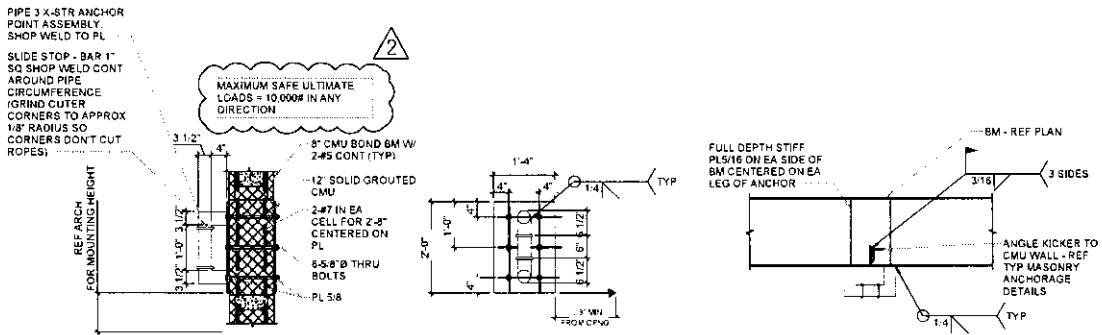 PIPE 3 X-STR ANCHOR
POINT ASSEMBLY.
SHOP WELD TO PL
SLIDE STOP - BAR 1"
SQ SHOP WELD CONT
AROUND PIPE
CIRCUMFERENCE
(GRIND OUTER
CORNERS TO APPROX
1/8" RADIUS SO
CORNERS DON'T CUT
ROPES)
2
MAXIMUM SAFE ULTIMATE
LOADS = 10,000# IN ANY
DIRECTION
3 1/2"
4"
8" CMU BOND BM W/
2-#5 CONT (TYP)
12" SOLID GROUTED
CMU
2-#7 IN EA
CELL FOR 2'-8"
CENTERED ON
PL
6-5/8"Ø THRU
BOLTS
PL 5/8
REF ARCH
FOR MOUNTING HEIGHT
3 1/2"
1'-0"
3 1/2"
1'-4"
4"
4"
1/4
TYP
2'-0"
1'-0"
4"
4"
6 1/2"
6"
6 1/2"
MIN
FROM OPNG
FULL DEPTH STIFF
PL5/16 ON EA SIDE OF
BM CENTERED ON EA
LEG OF ANCHOR
BM - REF PLAN
3/16
3 SIDES
ANGLE KICKER TO
CMU WALL - REF
TYP MASONRY
ANCHORAGE
DETAILS
1/4
TYP